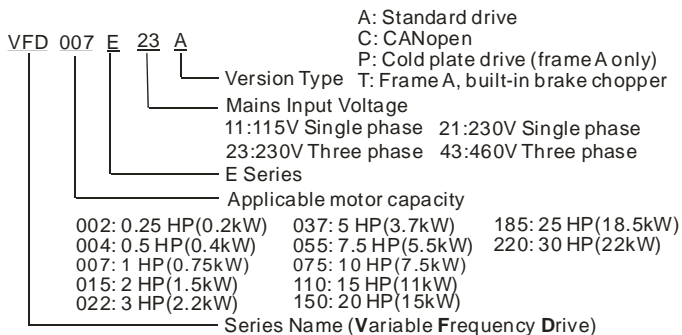 VFD 007 E 23 A
A: Standard drive
C: CANopen
P: Cold plate drive (frame A only)
Version Type T: Frame A, built-in brake chopper
Mains Input Voltage
11:115V Single phase 21:230V Single phase
23:230V Three phase 43:460V Three phase
E Series
Applicable motor capacity
002: 0.25 HP(0.2kW) 037: 5 HP(3.7kW) 185: 25 HP(18.5kW)
004: 0.5 HP(0.4kW) 055: 7.5 HP(5.5kW) 220: 30 HP(22kW)
007: 1 HP(0.75kW) 075: 10 HP(7.5kW)
015: 2 HP(1.5kW) 110: 15 HP(11kW)
022: 3 HP(2.2kW) 150: 20 HP(15kW)
Series Name (Variable Frequency Drive)